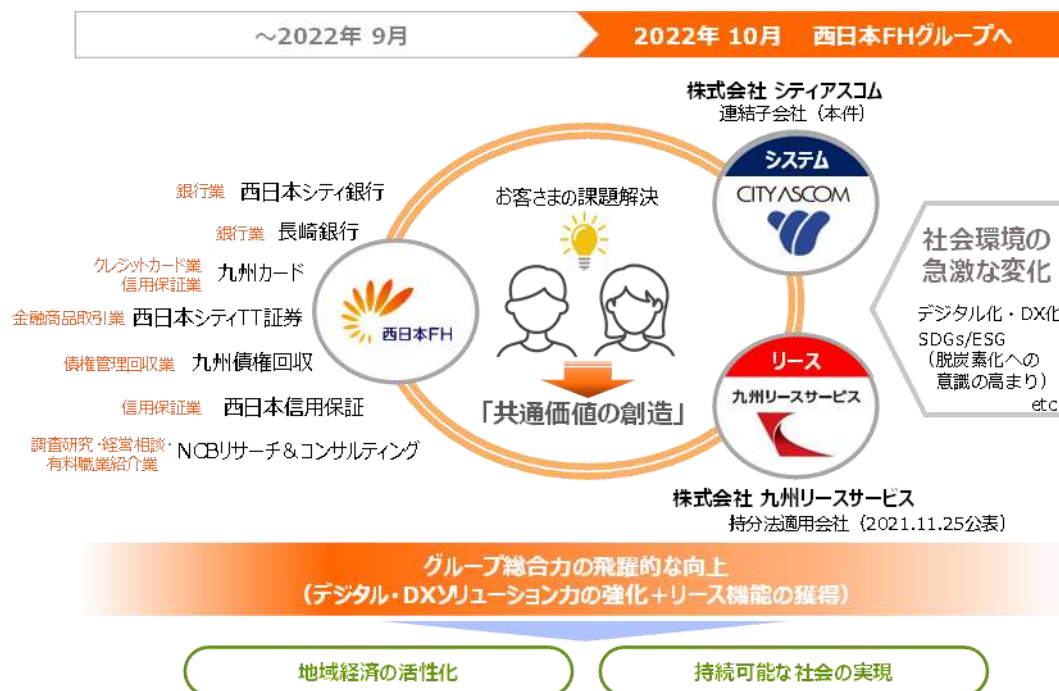 ～2022年 9月
2022年 10月 西日本FHグループへ
株式会社 シティアスコム
連結子会社（本件）
システム
CITY ASCOM
銀行業 西日本シティ銀行
銀行業 長崎銀行
クレジットカード業
信用保証業 九州カード
金融商品取引業 西日本シティTT証券
債権管理回収業 九州債権回収
信用保証業 西日本信用保証
調査研究・経営相談・
有料職業紹介業 NCBリサーチ＆コンサルティング
西日本FH
お客さまの課題解決
「共通価値の創造」
リース
九州リースサービス
株式会社 九州リースサービス
持分法適用会社（2021.11.25公表）
社会環境の
急激な変化
デジタル化・DX化
SDGs/ESG
（脱炭素化への
意識の高まり）
etc
グループ総合力の飛躍的な向上
（デジタル・DXソリューション力の強化＋リース機能の獲得）
地域経済の活性化
持続可能な社会の実現